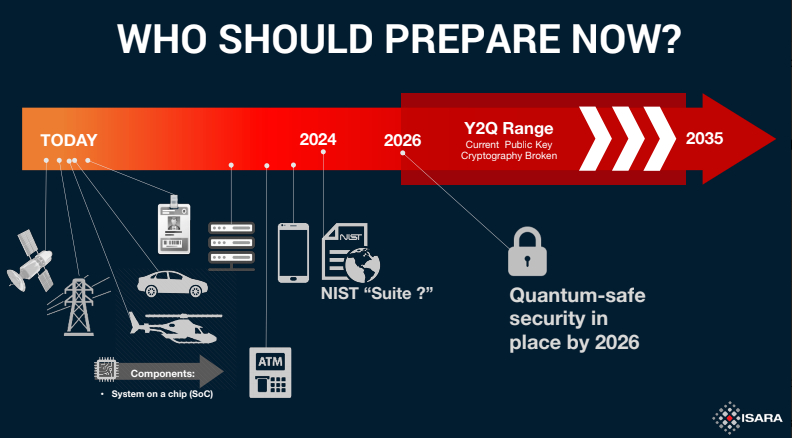 WHO SHOULD PREPARE NOW?
TODAY
2024
2026
Y2Q Range
Current Public Key
Cryptography Broken
2035
NIST
NIST “Suite ?”
ATM
Components:
• System on a chip (SoC)
Quantum-safe
security in
place by 2026
ISARA